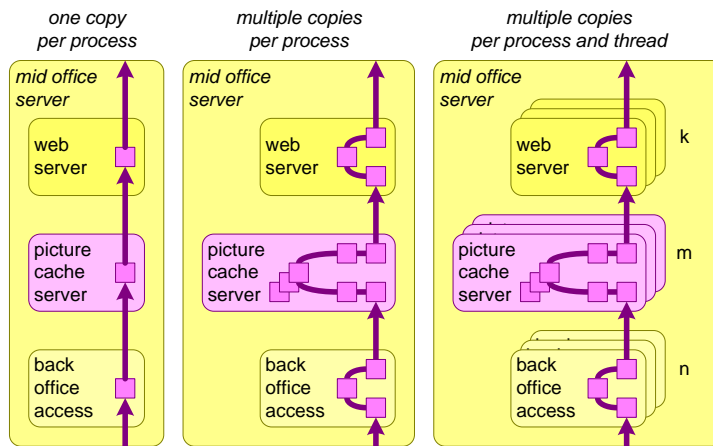 one copy
per process
multiple copies
per process
multiple copies
per process and thread
mid office
server
web
server
picture
cache
server
back
office
access
mid office
server
web
server
picture
cache
server
back
office
access
mid office
server
web
server
k
picture
cache
server
m
back
office
access
n